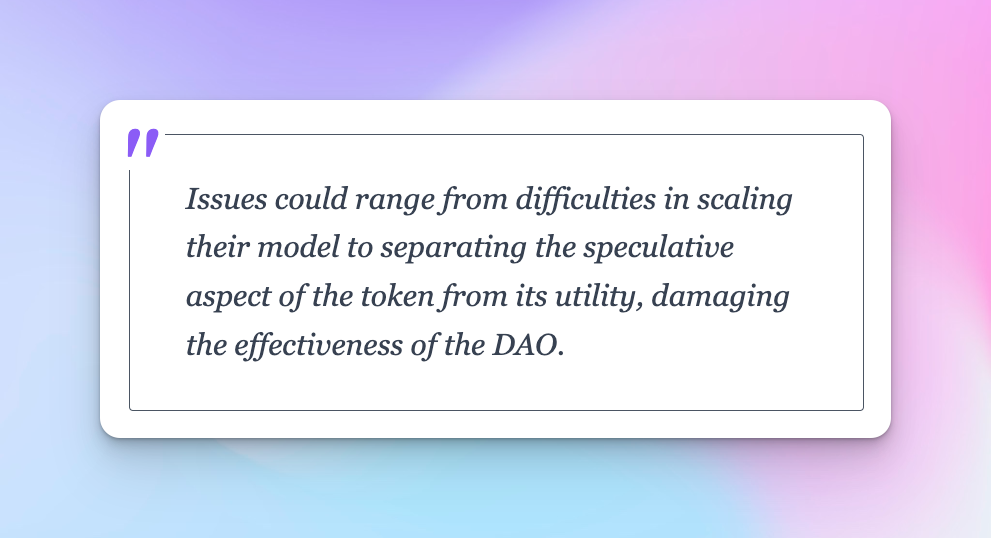 "
Issues could range from difficulties in scaling
their model to separating the speculative
aspect of the token from its utility, damaging
the effectiveness of the DAO.